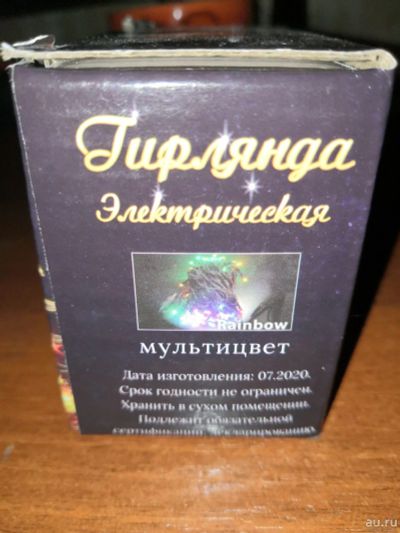 Гирлянда
Электрическая
Rainbow
мультицвет
Дата изготовления: 07.2020.
Срок годности не ограничен.
Хранить в сухом помещении.
Подлежит обязательной
сертификации, декларированию.
au.ru